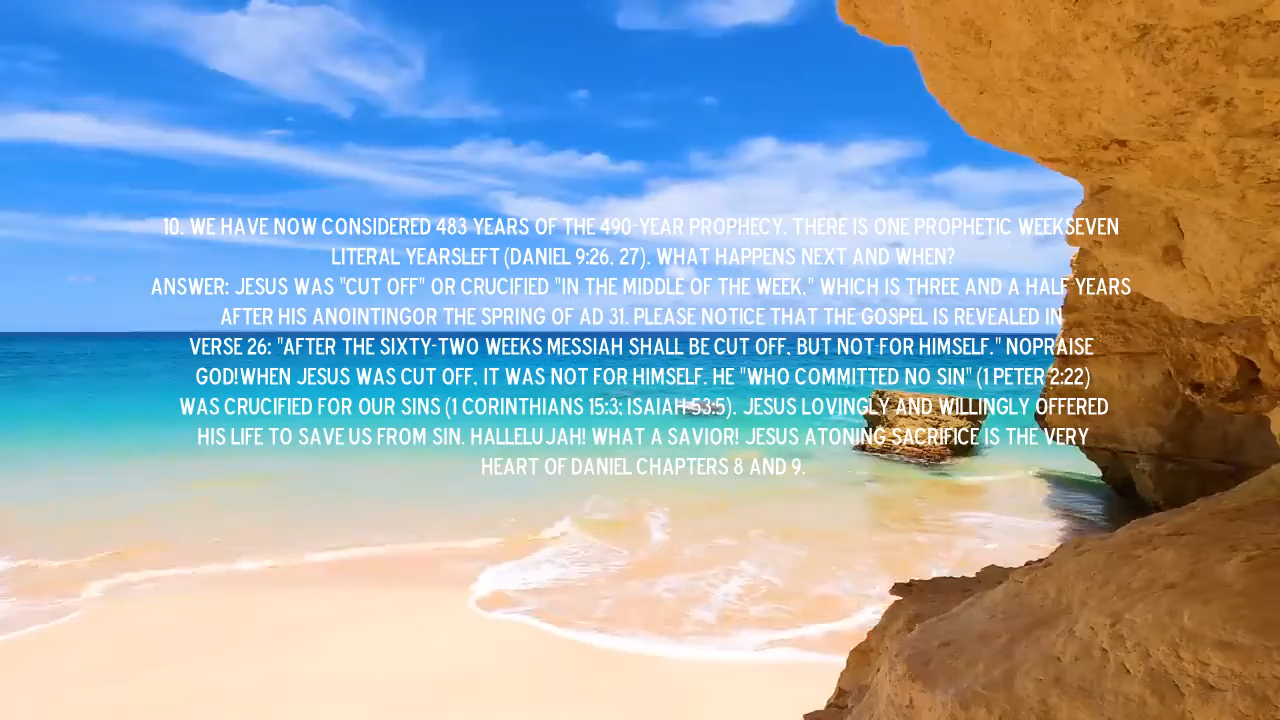 10. WE HAVE NOW CONSIDERED 483 YEARS OF THE 490-YEAR PROPHECY. THERE IS ONE PROPHETIC WEEKSEVEN
LITERAL YEARSLEFT (DANIEL 9:26, 27). WHAT HAPPENS NEXT AND WHEN?
ANSWER: JESUS WAS "CUT OFF" OR CRUCIFIED "IN THE MIDDLE OF THE WEEK," WHICH IS THREE AND A HALF YEARS
AFTER HIS ANOINTINGOR THE SPRING OF AD 31. PLEASE NOTICE THAT THE GOSPEL IS REVEALED IN
VERSE 26: "AFTER THE SIXTY-TWO WEEKS MESSIAH SHALL BE CUT OFF, BUT NOT FOR HIMSELF." NOPRAISE
GOD!WHEN JESUS WAS CUT OFF, IT WAS NOT FOR HIMSELF. HE "WHO COMMITTED NO SIN" (1 PETER 2:22)
WAS CRUCIFIED FOR OUR SINS (1 CORINTHIANS 15:3; ISAIAH 53:5). JESUS LOVINGLY AND WILLINGLY OFFERED
HIS LIFE TO SAVE US FROM SIN. HALLELUJAH! WHAT A SAVIOR! JESUS ATONING SACRIFICE IS THE VERY
HEART OF DANIEL CHAPTERS 8 AND 9.